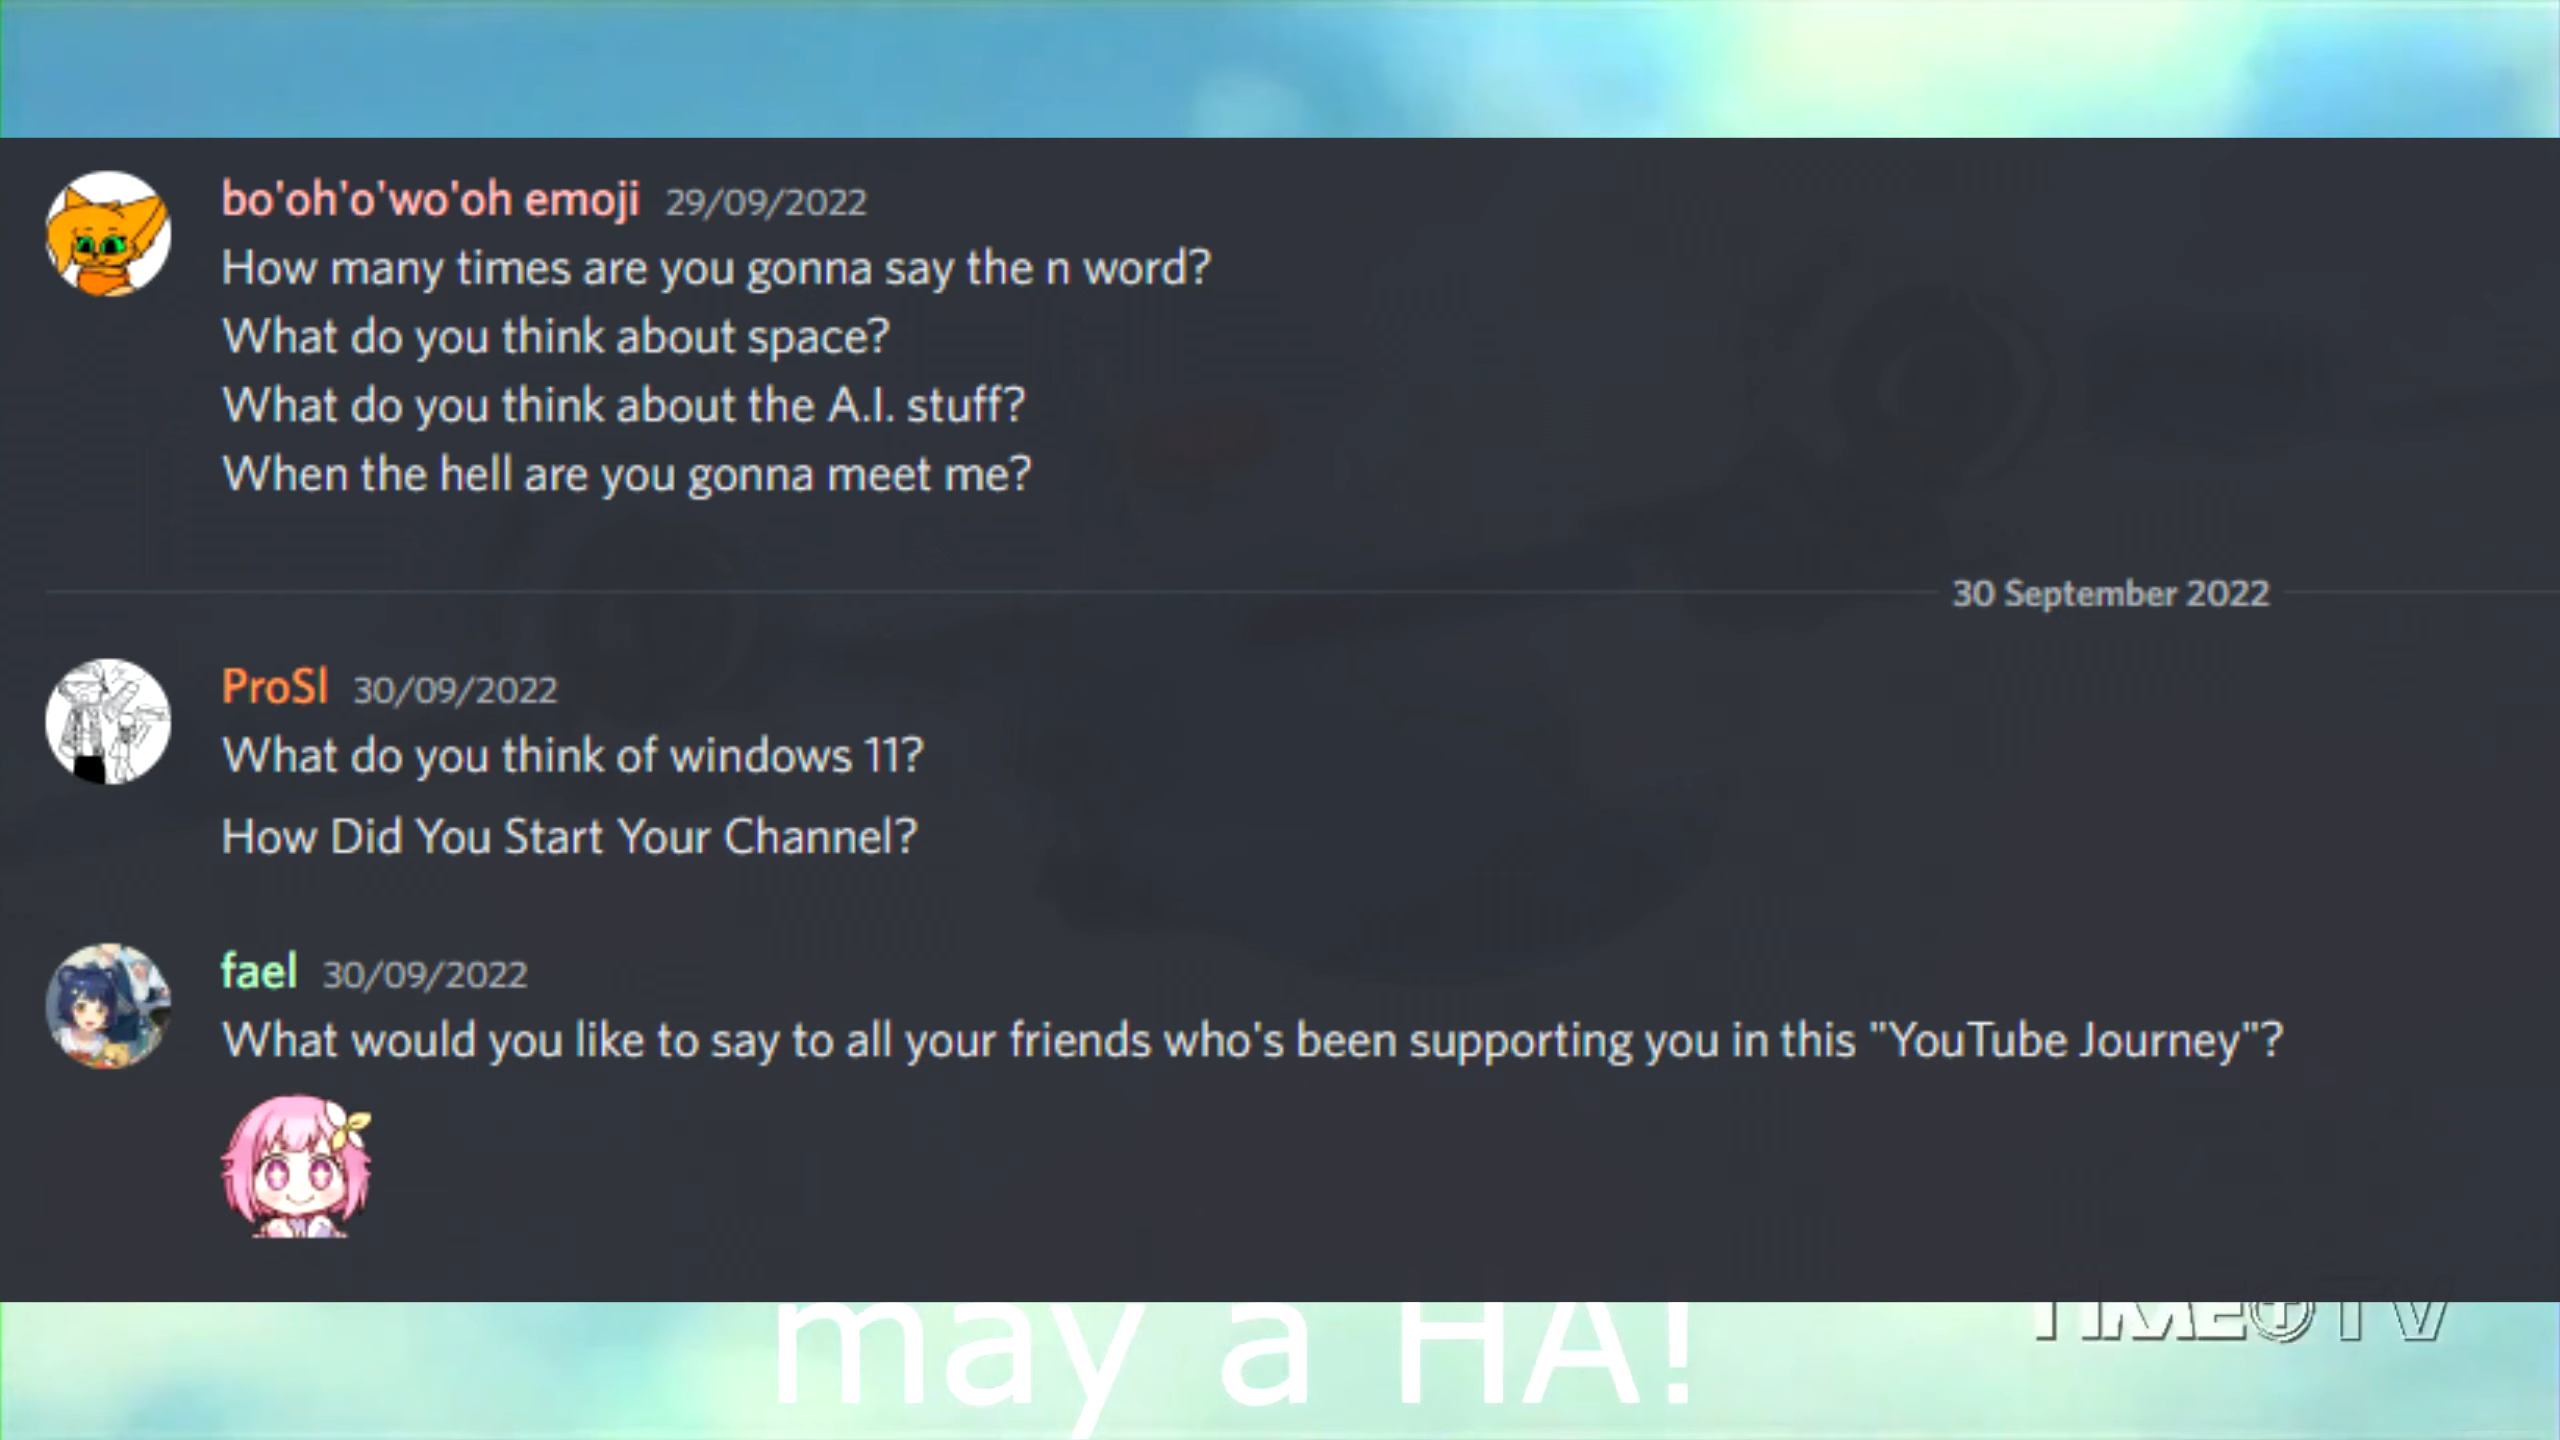 bo'oh'o'wo'oh emoji 29/09/2022
How many times are you gonna say the n word?
What do you think about space?
What do you think about the A.I. stuff?
When the hell are you gonna meet me?
30 September 2022
ProSl 30/09/2022
What do you think of windows 11?
How Did You Start Your Channel?
fael 30/09/2022
What would you like to say to all your friends who's been supporting you in this "YouTube Journey"?
may a HA!
TIME TV